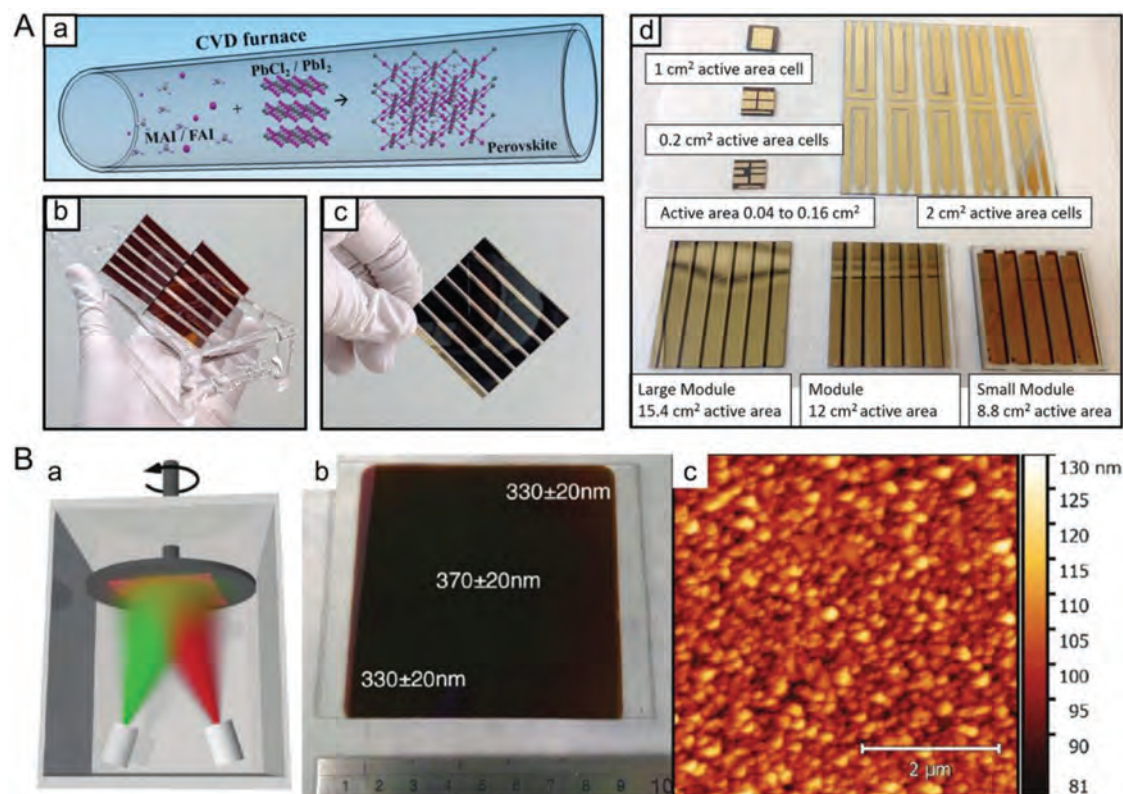 A
a
CVD furnace
PbCl₂ / PbI₂
+
→
MAI / FAI
Perovskite
b
c
d
1 cm² active area cell
0.2 cm² active area cells
Active area 0.04 to 0.16 cm²
2 cm² active area cells
Large Module
15.4 cm² active area
Module
12 cm² active area
Small Module
8.8 cm² active area
B
a
b
330±20nm
370±20nm
330±20nm
1 2 3 4 5 6 7 8 9 10
c
2 µm
130 nm
125
120
115
110
105
100
95
90
81